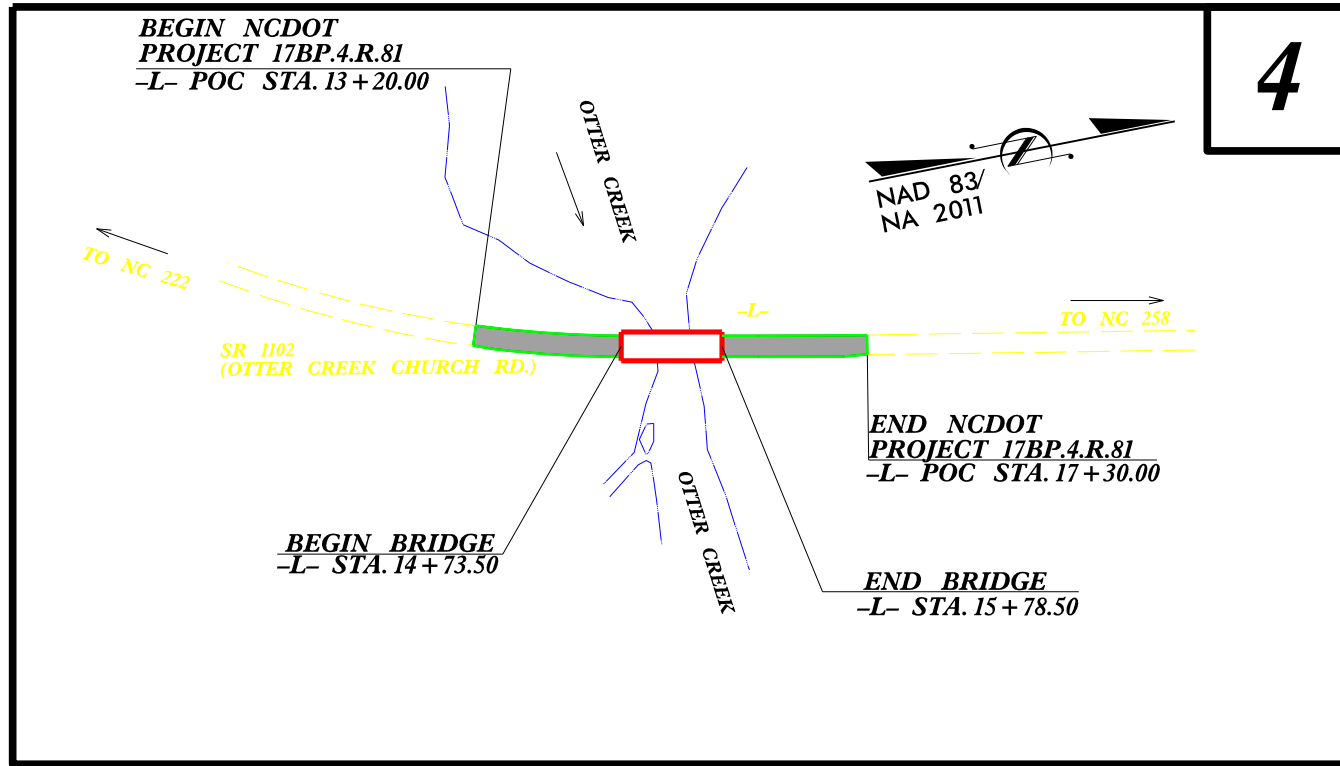 BEGIN NCDOT
PROJECT 17BP.4.R.81
-L- POC STA. 13+20.00
4
OTTER CREEK
NAD 83/
NA 2011
TO NC 222
-L-
TO NC 258
SR 1102
(OTTER CREEK CHURCH RD.)
END NCDOT
PROJECT 17BP.4.R.81
-L- POC STA. 17+30.00
OTTER CREEK
BEGIN BRIDGE
-L- STA. 14+73.50
END BRIDGE
-L- STA. 15+78.50